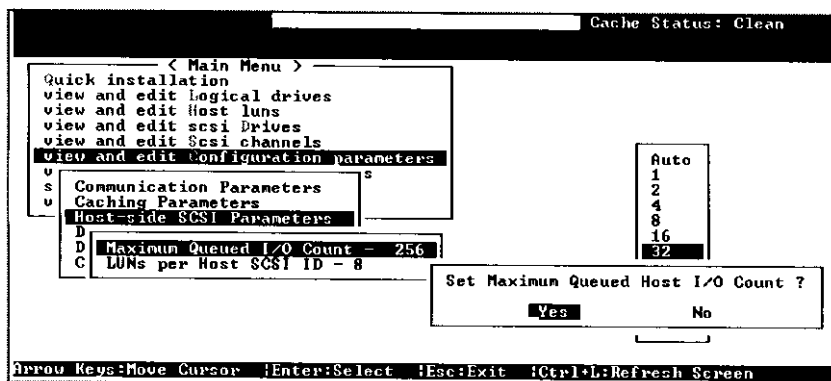 Cache Status: Clean
< Main Menu >
Quick installation
view and edit Logical drives
view and edit Host luns
view and edit scsi Drives
view and edit Scsi channels
view and edit Configuration parameters
v s
s Communication Parameters
v Caching Parameters
Host-side SCSI Parameters
D
D Maximum Queued I/O Count - 256
C LUNs per Host SCSI ID - 8
Auto
1
2
4
8
16
32
Set Maximum Queued Host I/O Count ?
Yes No
Arrow Keys:Move Cursor |Enter:Select |Esc:Exit |Ctrl+L:Refresh Screen